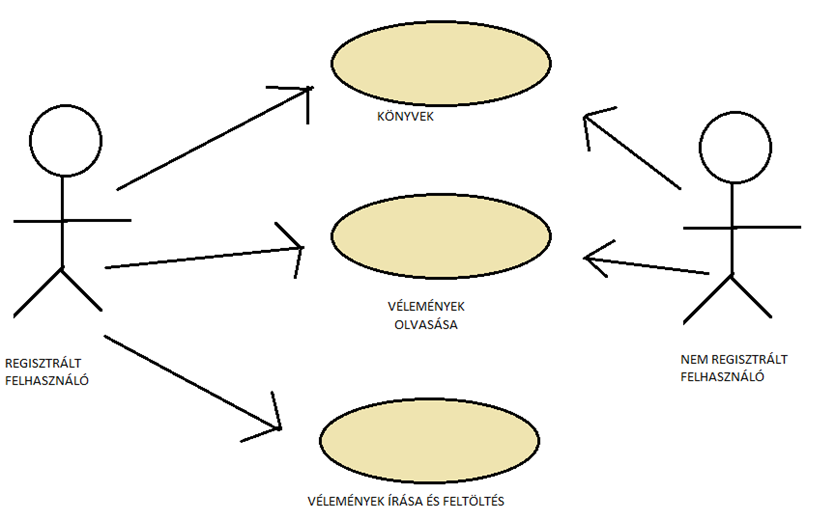 KÖNYVEK
VÉLEMÉNYEK
OLVASÁSA
REGISZTRÁLT
FELHASZNÁLÓ
NEM REGISZTRÁLT
FELHASZNÁLÓ
VÉLEMÉNYEK ÍRÁSA ÉS FELTÖLTÉS